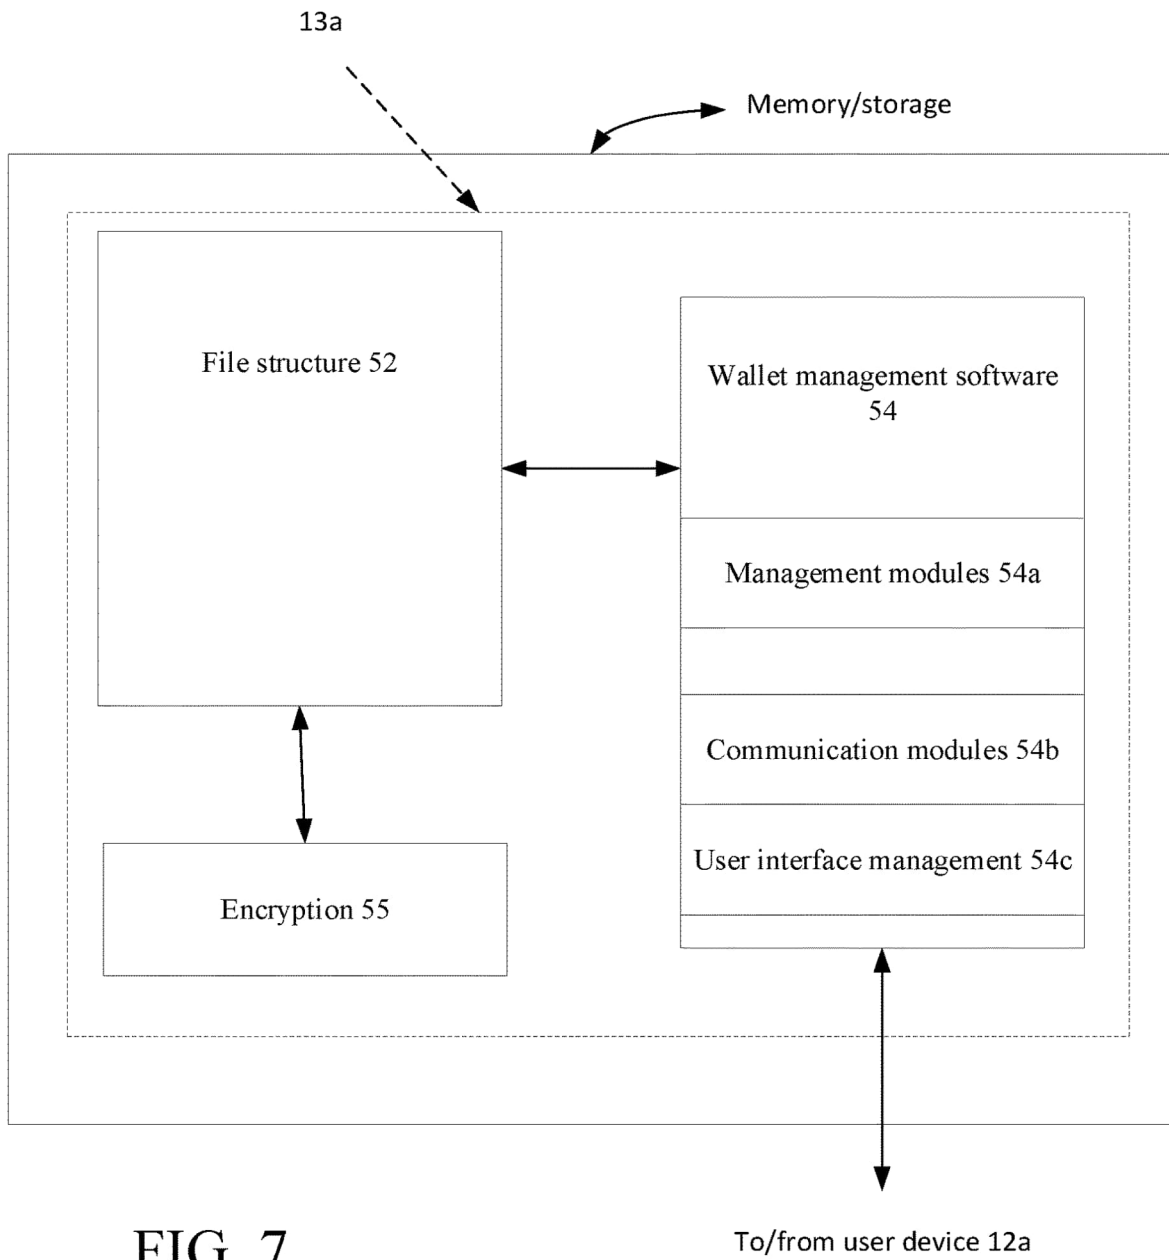 13a
Memory/storage
File structure 52
Wallet management software
54
Management modules 54a
Communication modules 54b
User interface management 54c
Encryption 55
To/from user device 12a
FIG. 7